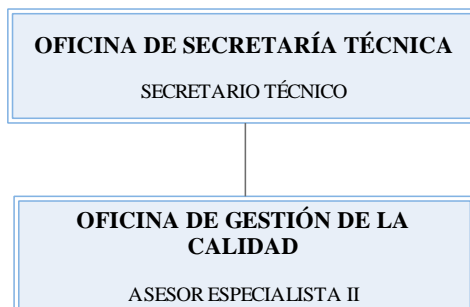 OFICINA DE SECRETARÍA TÉCNICA
SECRETARIO TÉCNICO
OFICINA DE GESTIÓN DE LA
CALIDAD
ASESOR ESPECIALISTA II